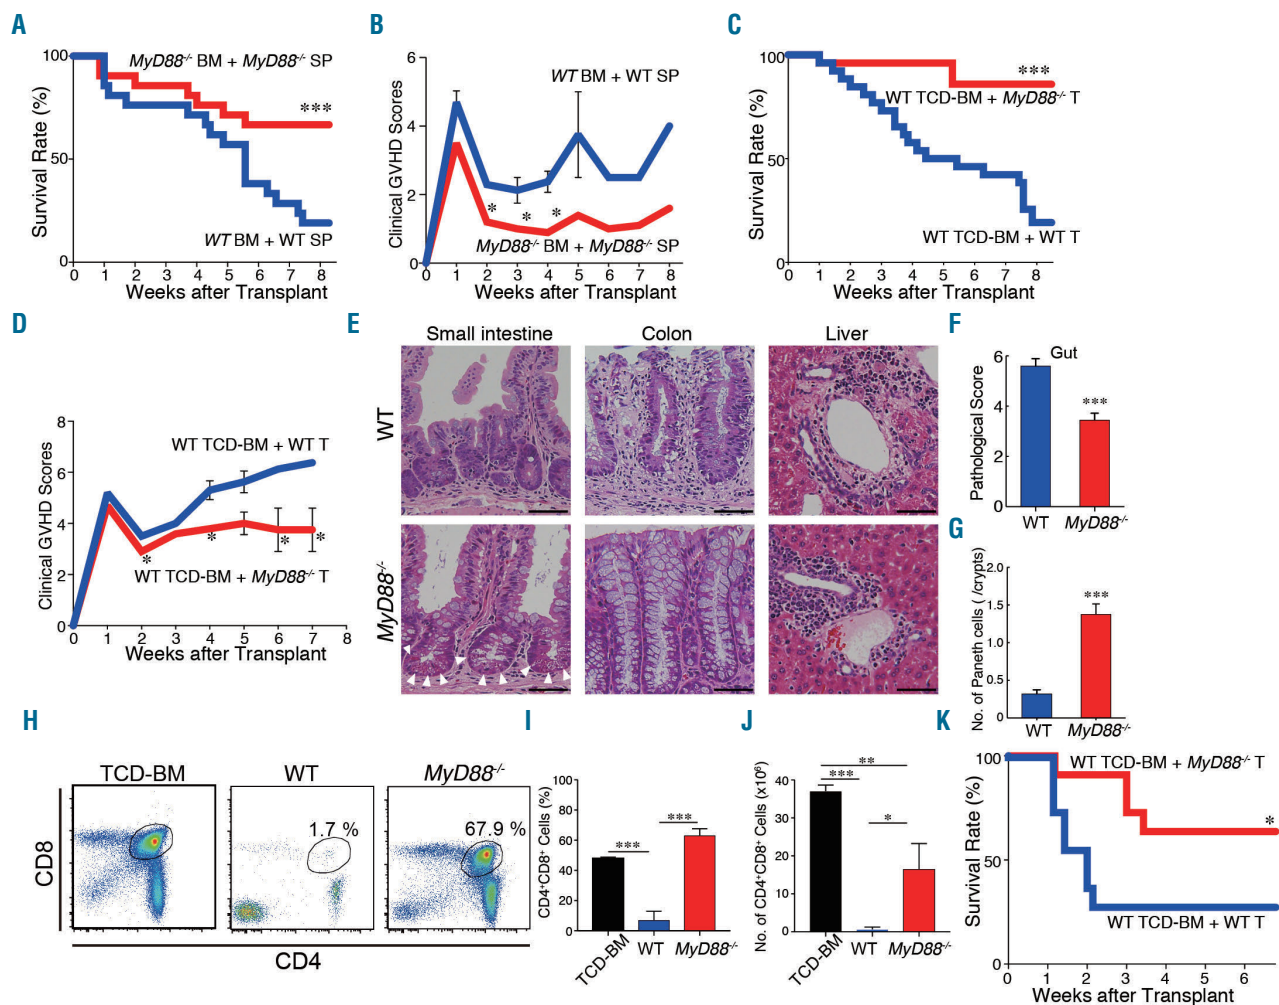 A
100
50
0
Survival Rate (%)
MyD88-/- BM + MyD88-/- SP
***
WT BM + WT SP
0 1 2 3 4 5 6 7 8
Weeks after Transplant
B
6
4
2
0
Clinical GVHD Scores
WT BM + WT SP
* * *
MyD88-/- BM + MyD88-/- SP
0 1 2 3 4 5 6 7 8
Weeks after Transplant
C
100
50
0
Survival Rate (%)
***
WT TCD-BM + MyD88-/- T
WT TCD-BM + WT T
0 1 2 3 4 5 6 7 8
Weeks after Transplant
D
8
6
4
2
0
Clinical GVHD Scores
WT TCD-BM + WT T
* * * *
WT TCD-BM + MyD88-/- T
0 1 2 3 4 5 6 7 8
Weeks after Transplant
E
Small intestine Colon Liver
WT
MyD88-/-
F
Gut
6
4
2
0
Pathological Score
***
WT MyD88-/-
G
2.0
1.5
1.0
0.5
0
No. of Paneth cells ( /crypts)
***
WT MyD88-/-
H
TCD-BM WT MyD88-/-
1.7 %
67.9 %
CD8
CD4
I
100
80
60
40
20
0
CD4+CD8+ Cells (%)
***
***
TCD-BM WT MyD88-/-
J
40
30
20
10
0
No. of CD4+CD8+ Cells (x10⁶)
**
***
*
TCD-BM WT MyD88-/-
K
100
50
0
Survival Rate (%)
WT TCD-BM + MyD88-/- T
*
WT TCD-BM + WT T
0 1 2 3 4 5 6
Weeks after Transplant